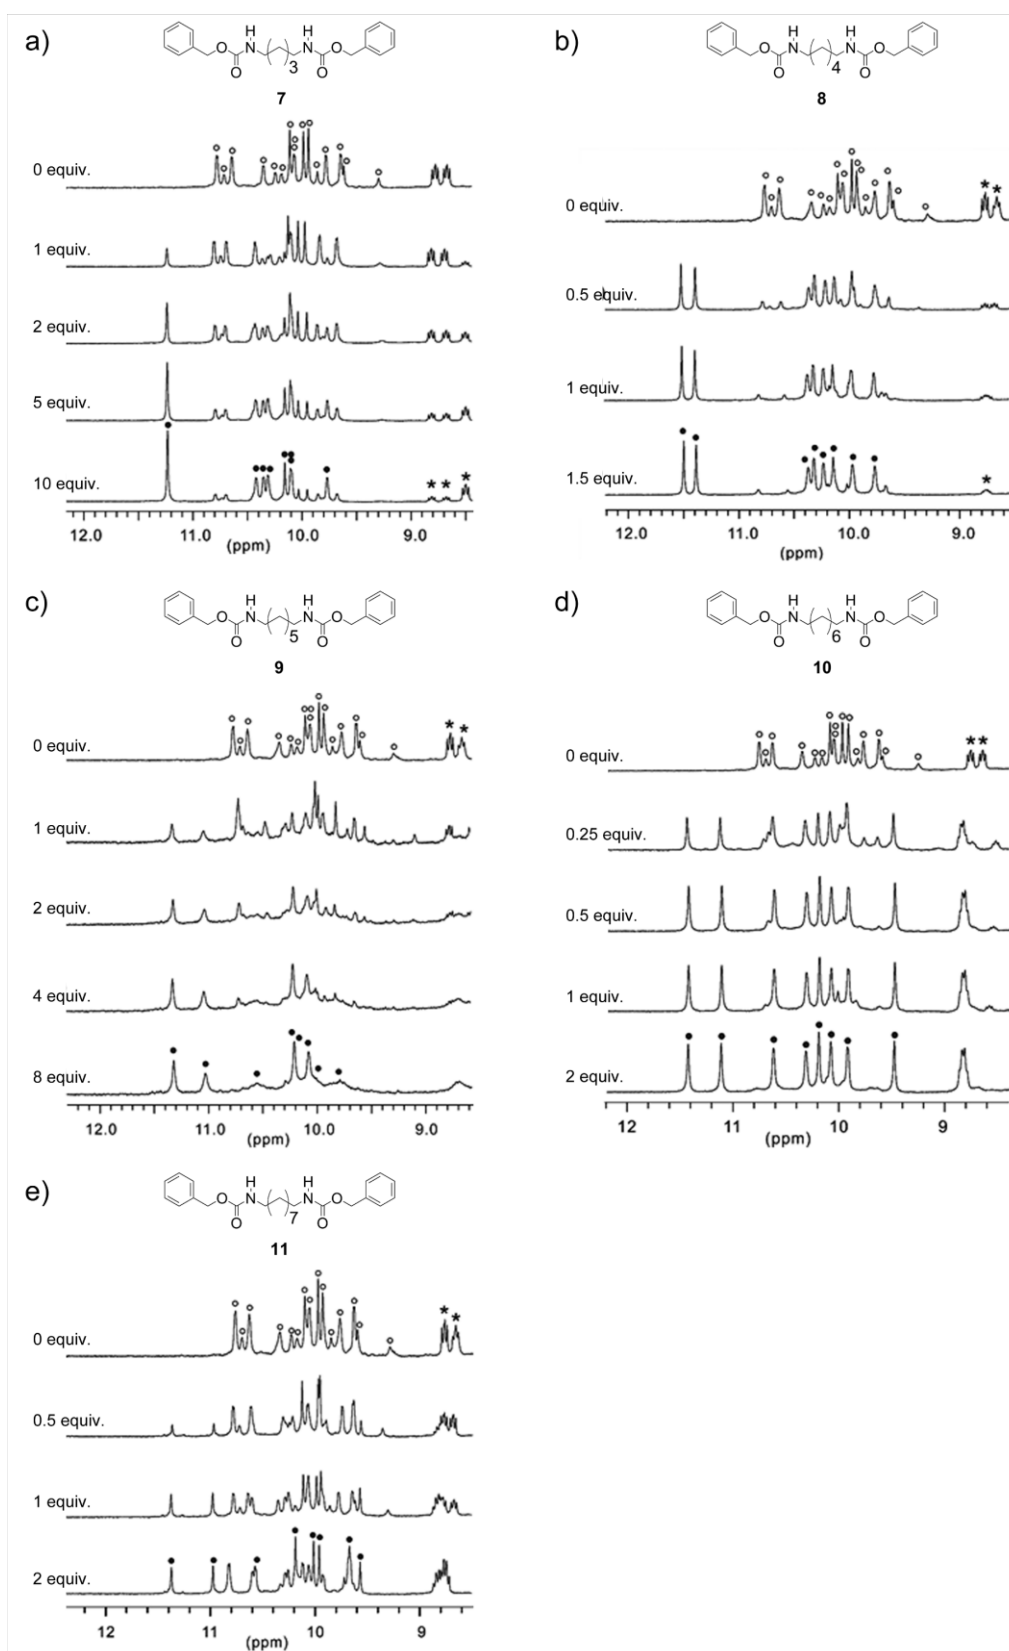 a)
H H
O N N O
O 3 O
7
0 equiv.
1 equiv.
2 equiv.
5 equiv.
10 equiv.
12.0 11.0 10.0 9.0
(ppm)
b)
H H
O N N O
O 4 O
8
0 equiv.
0.5 equiv.
1 equiv.
1.5 equiv.
12.0 11.0 10.0 9.0
(ppm)
c)
H H
O N N O
O 5 O
9
0 equiv.
1 equiv.
2 equiv.
4 equiv.
8 equiv.
12.0 11.0 10.0 9.0
(ppm)
d)
H H
O N N O
O 6 O
10
0 equiv.
0.25 equiv.
0.5 equiv.
1 equiv.
2 equiv.
12 11 10 9
(ppm)
e)
H H
O N N O
O 7 O
11
0 equiv.
0.5 equiv.
1 equiv.
2 equiv.
12 11 10 9
(ppm)